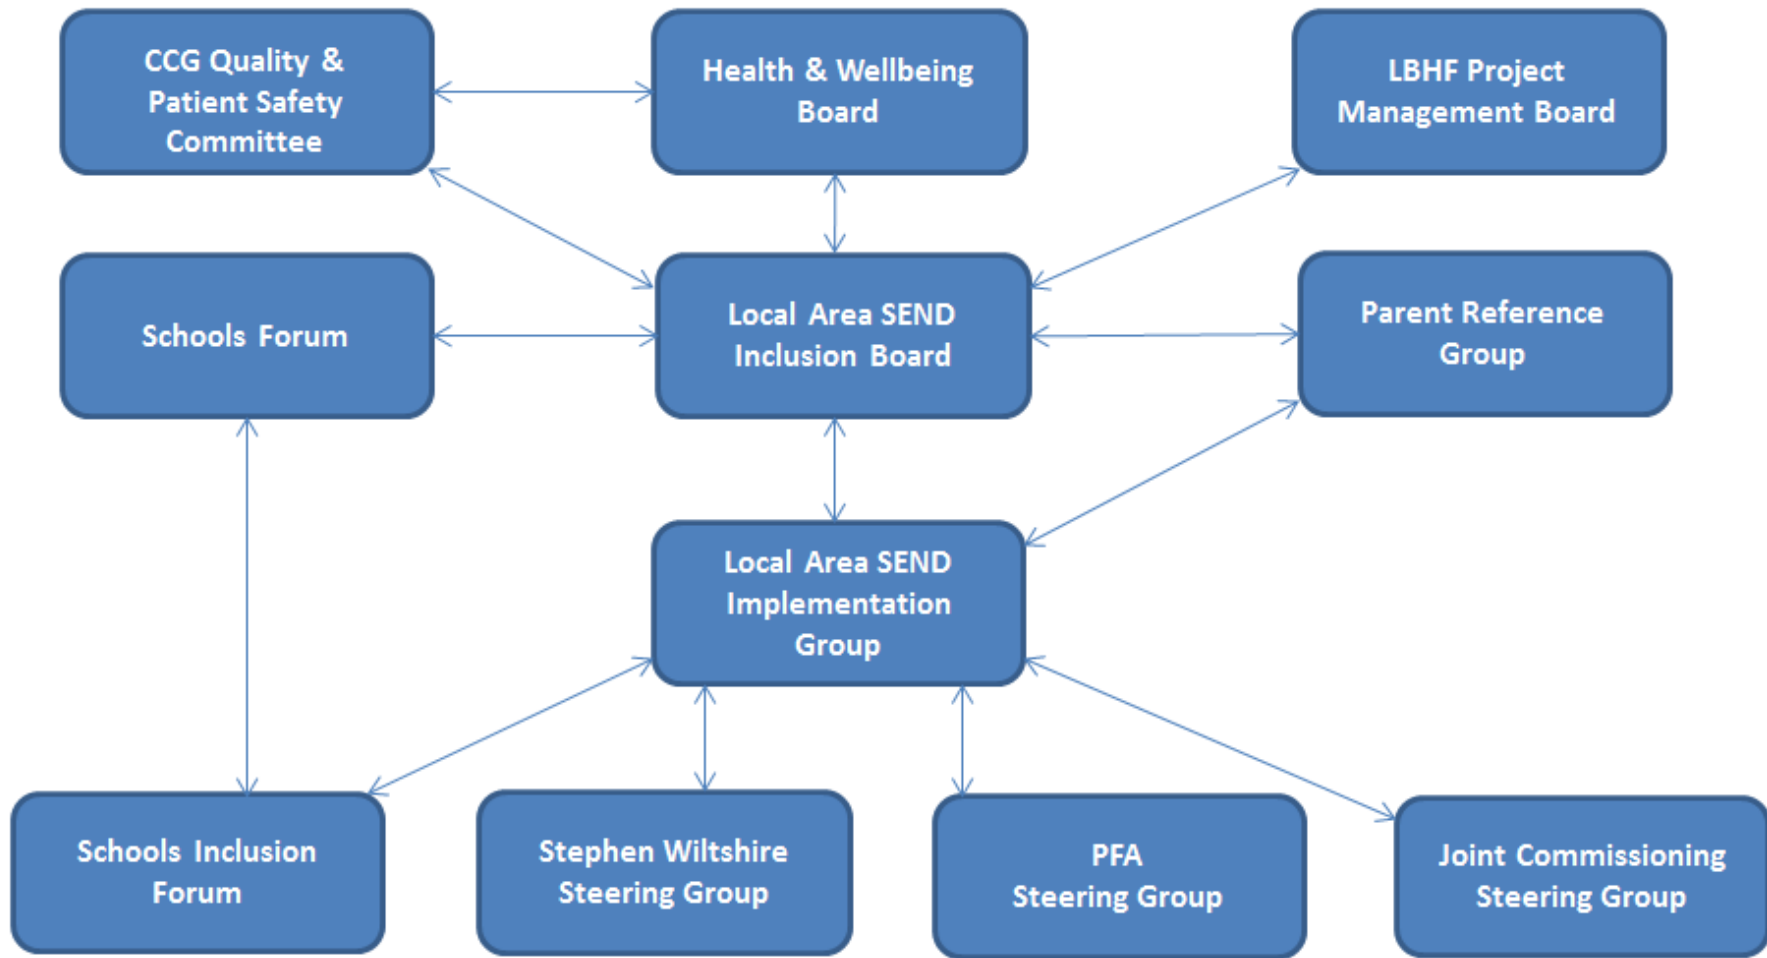 CCG Quality &
Patient Safety
Committee
Health & Wellbeing
Board
LBHF Project
Management Board
Schools Forum
Local Area SEND
Inclusion Board
Parent Reference
Group
Local Area SEND
Implementation
Group
Schools Inclusion
Forum
Stephen Wiltshire
Steering Group
PFA
Steering Group
Joint Commissioning
Steering Group